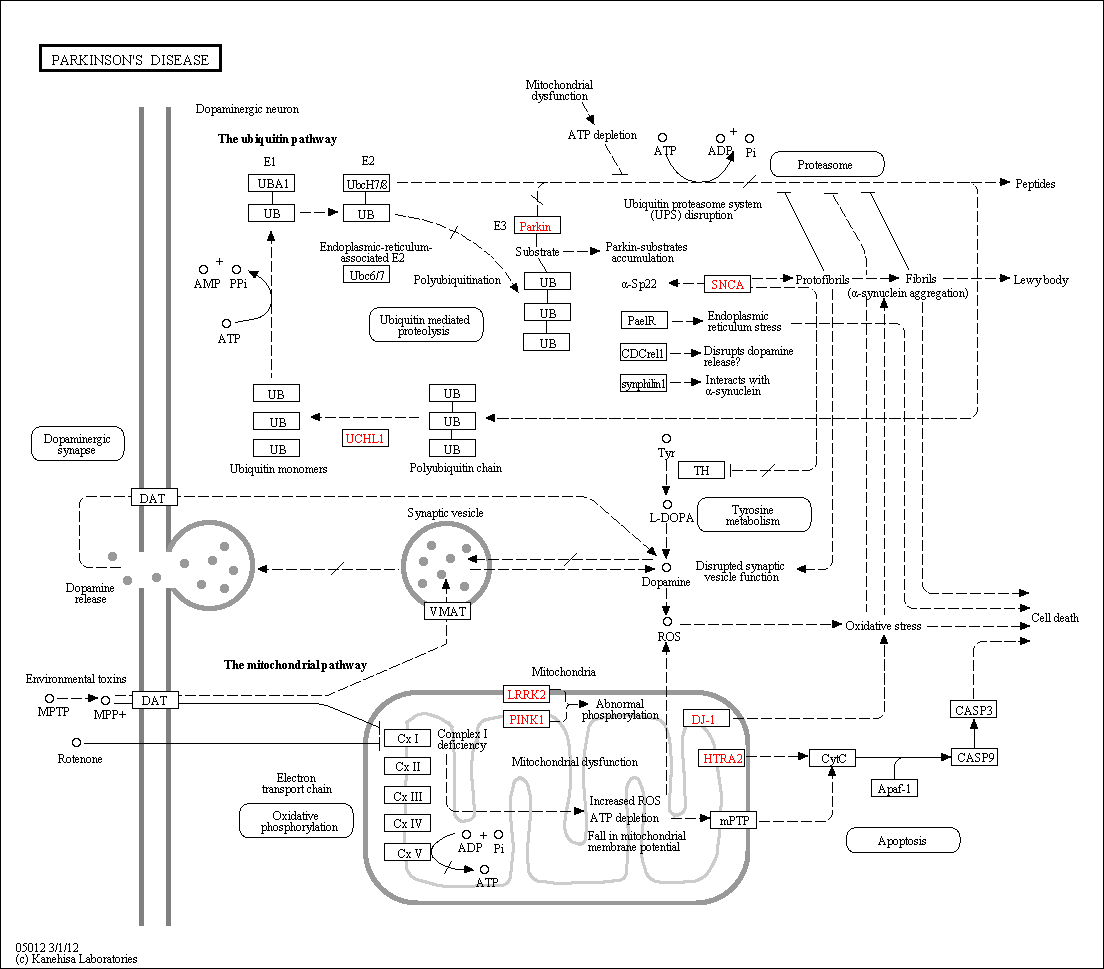 PARKINSON'S DISEASE
Dopaminergic neuron
The ubiquitin pathway
E1
UBA1
UB
E2
UbcH7/8
UB
Endoplasmic-reticulum-
associated E2
Ubc6/7
Mitochondrial
dysfunction
ATP depletion
ATP
ADP
+
Pi
Proteasome
Peptides
Ubiquitin proteasome system
(UPS) disruption
E3
Parkin
Substrate
Parkin-substrates
accumulation
Polyubiquitination
UB
UB
UB
AMP
+
PPi
ATP
Ubiquitin mediated
proteolysis
α-Sp22
SNCA
Protofibrils
Fibrils
(α-synuclein aggregation)
Lewy body
PaelR
Endoplasmic
reticulum stress
CDCrel1
Disrupts dopamine
release?
synphilin1
Interacts with
α-synuclein
UB
UB
UB
Ubiquitin monomers
UCHL1
UB
UB
UB
Polyubiquitin chain
Dopaminergic
synapse
Tyr
TH
L-DOPA
Tyrosine
metabolism
DAT
Synaptic vesicle
Dopamine
Disrupted synaptic
vesicle function
Dopamine
release
VMAT
ROS
Oxidative stress
Cell death
The mitochondrial pathway
Environmental toxins
MPTP
MPP+
DAT
Rotenone
Mitochondria
LRRK2
PINK1
Abnormal
phosphorylation
DJ-1
HTRA2
CytC
CASP3
CASP9
Apaf-1
Cx I
Complex I
deficiency
Cx II
Cx III
Cx IV
Cx V
Mitochondrial dysfunction
Electron
transport chain
Oxidative
phosphorylation
Increased ROS
ATP depletion
Fall in mitochondrial
membrane potential
mPTP
ADP
+
Pi
ATP
Apoptosis
05012 3/1/12
(c) Kanehisa Laboratories